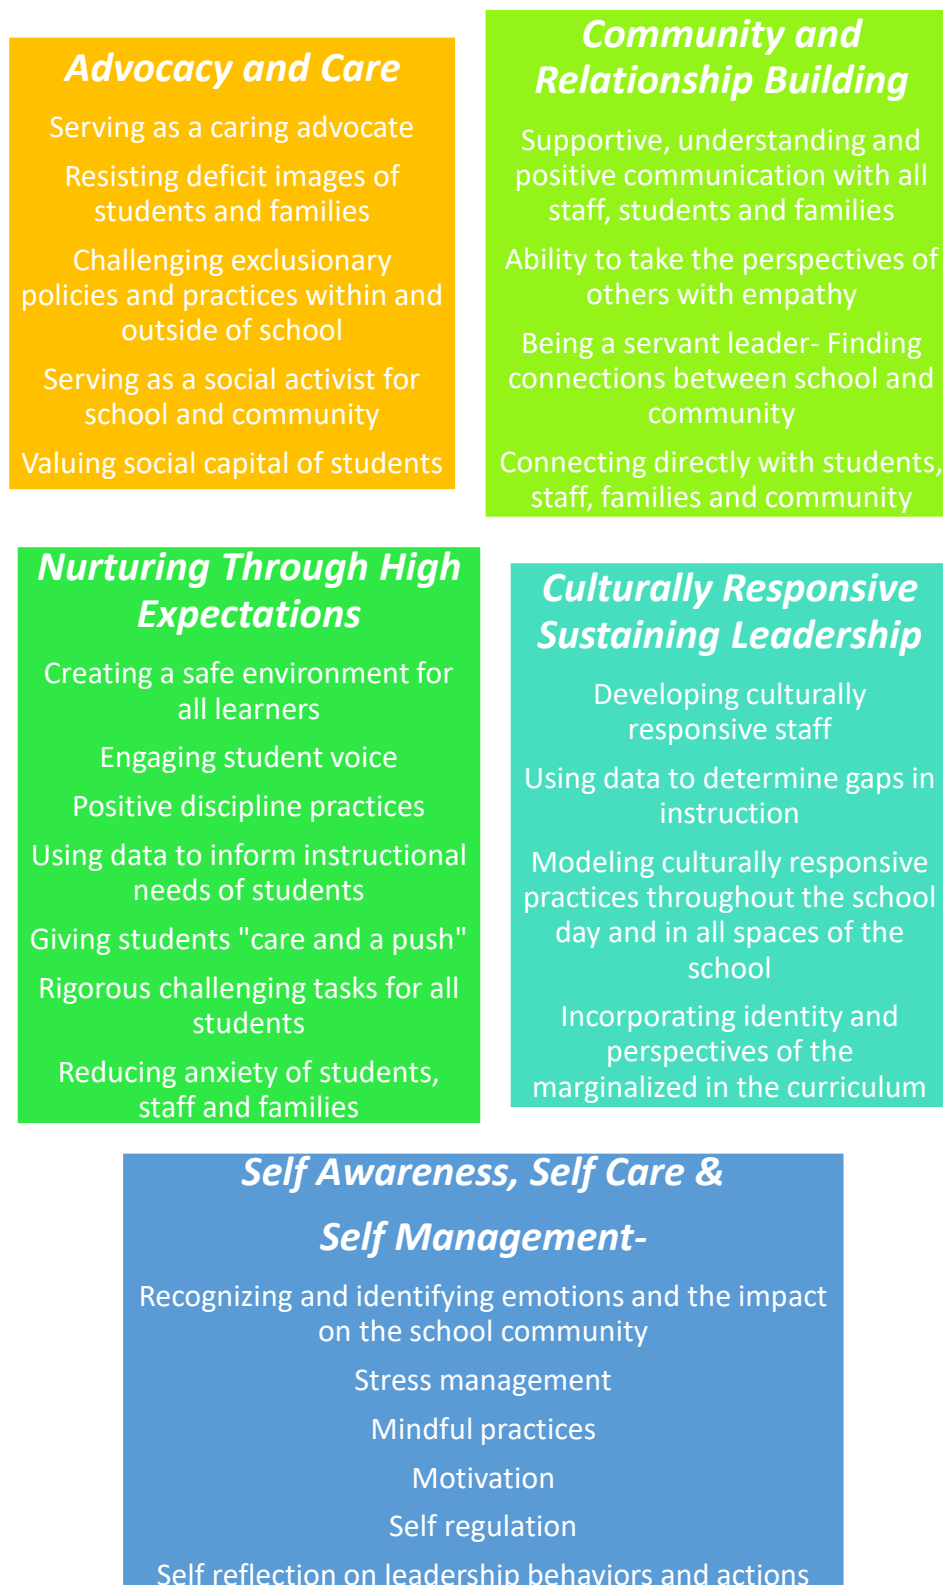 Advocacy and Care
Serving as a caring advocate
Resisting deficit images of
students and families
Challenging exclusionary
policies and practices within and
outside of school
Serving as a social activist for
school and community
Valuing social capital of students
Community and
Relationship Building
Supportive, understanding and
positive communication with all
staff, students and families
Ability to take the perspectives of
others with empathy
Being a servant leader- Finding
connections between school and
community
Connecting directly with students,
staff, families and community
Nurturing Through High
Expectations
Creating a safe environment for
all learners
Engaging student voice
Positive discipline practices
Using data to inform instructional
needs of students
Giving students "care and a push"
Rigorous challenging tasks for all
students
Reducing anxiety of students,
staff and families
Culturally Responsive
Sustaining Leadership
Developing culturally
responsive staff
Using data to determine gaps in
instruction
Modeling culturally responsive
practices throughout the school
day and in all spaces of the
school
Incorporating identity and
perspectives of the
marginalized in the curriculum
Self Awareness, Self Care &
Self Management-
Recognizing and identifying emotions and the impact
on the school community
Stress management
Mindful practices
Motivation
Self regulation
Self reflection on leadership behaviors and actions